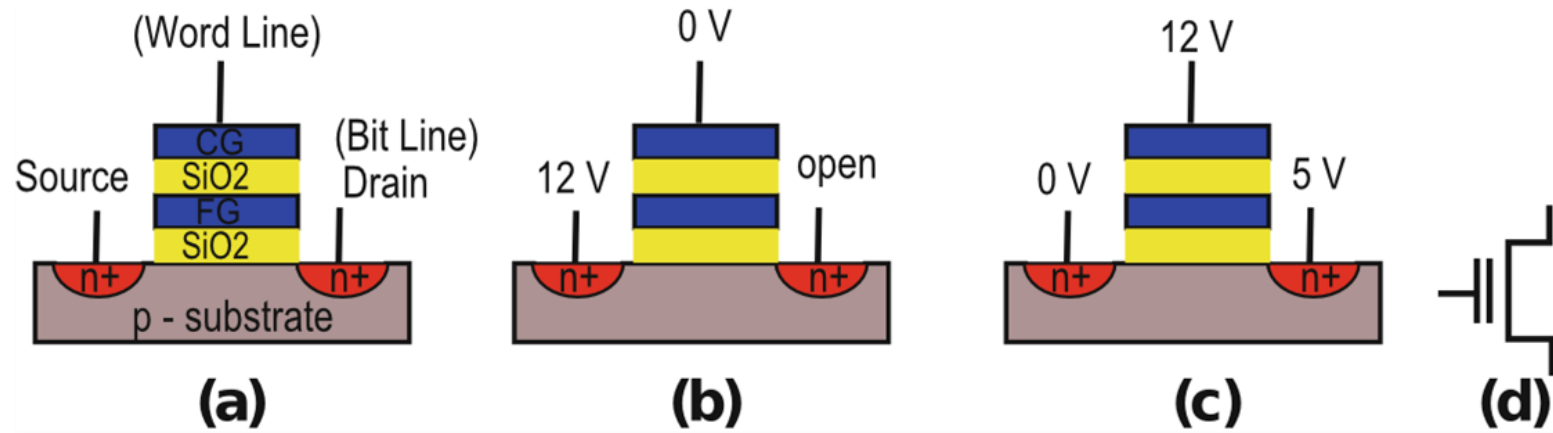 (Word Line)
CG
SiO2
FG
SiO2
Source
(Bit Line)
Drain
n+
n+
p - substrate
(a)
0 V
12 V
open
n+
n+
(b)
12 V
0 V
5 V
n+
n+
(c)
(d)